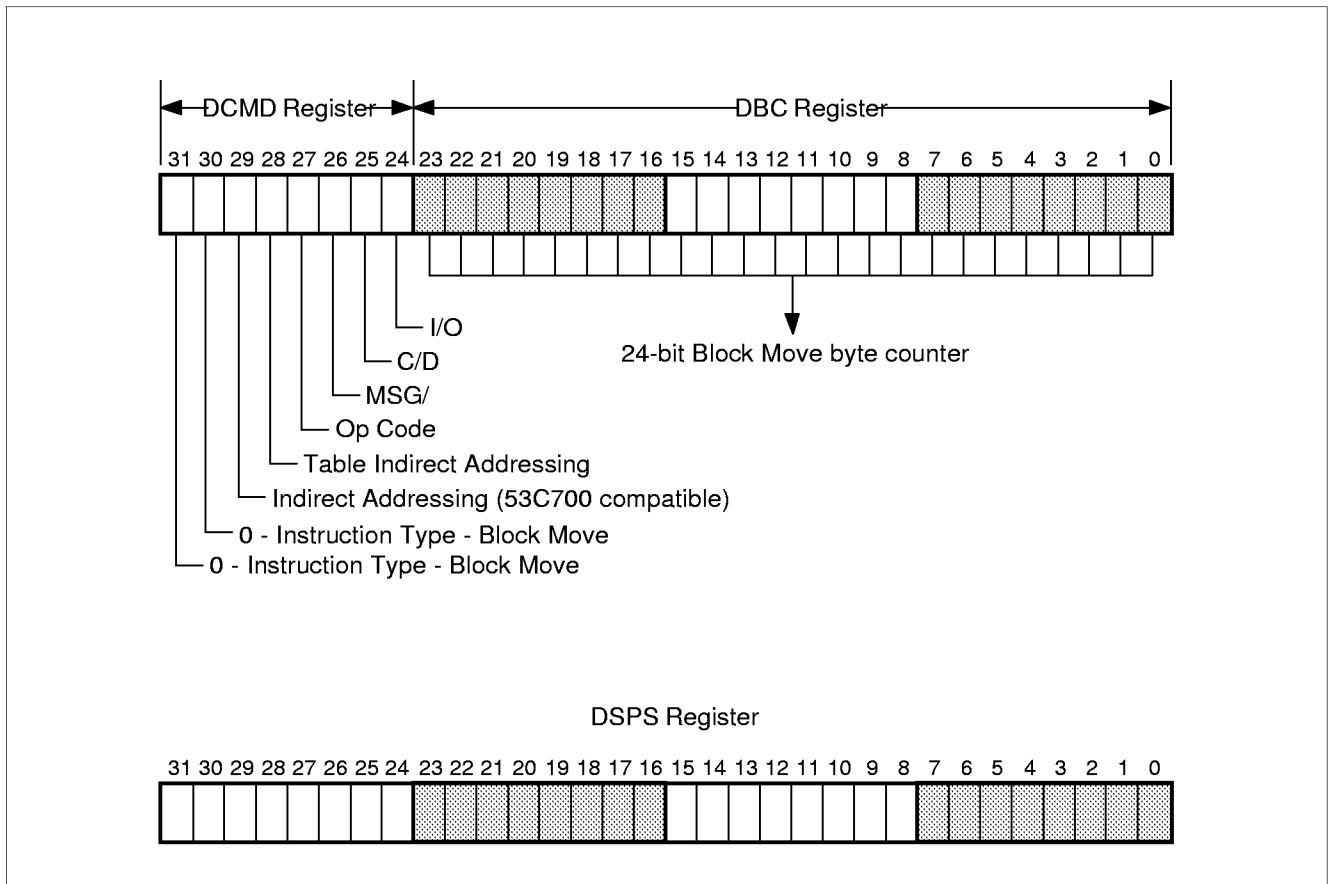 DCMD Register DBC Register
31 30 29 28 27 26 25 24 23 22 21 20 19 18 17 16 15 14 13 12 11 10 9 8 7 6 5 4 3 2 1 0
I/O
24-bit Block Move byte counter
C/D
MSG/
Op Code
Table Indirect Addressing
Indirect Addressing (53C700 compatible)
0 - Instruction Type - Block Move
0 - Instruction Type - Block Move
DSPS Register
31 30 29 28 27 26 25 24 23 22 21 20 19 18 17 16 15 14 13 12 11 10 9 8 7 6 5 4 3 2 1 0